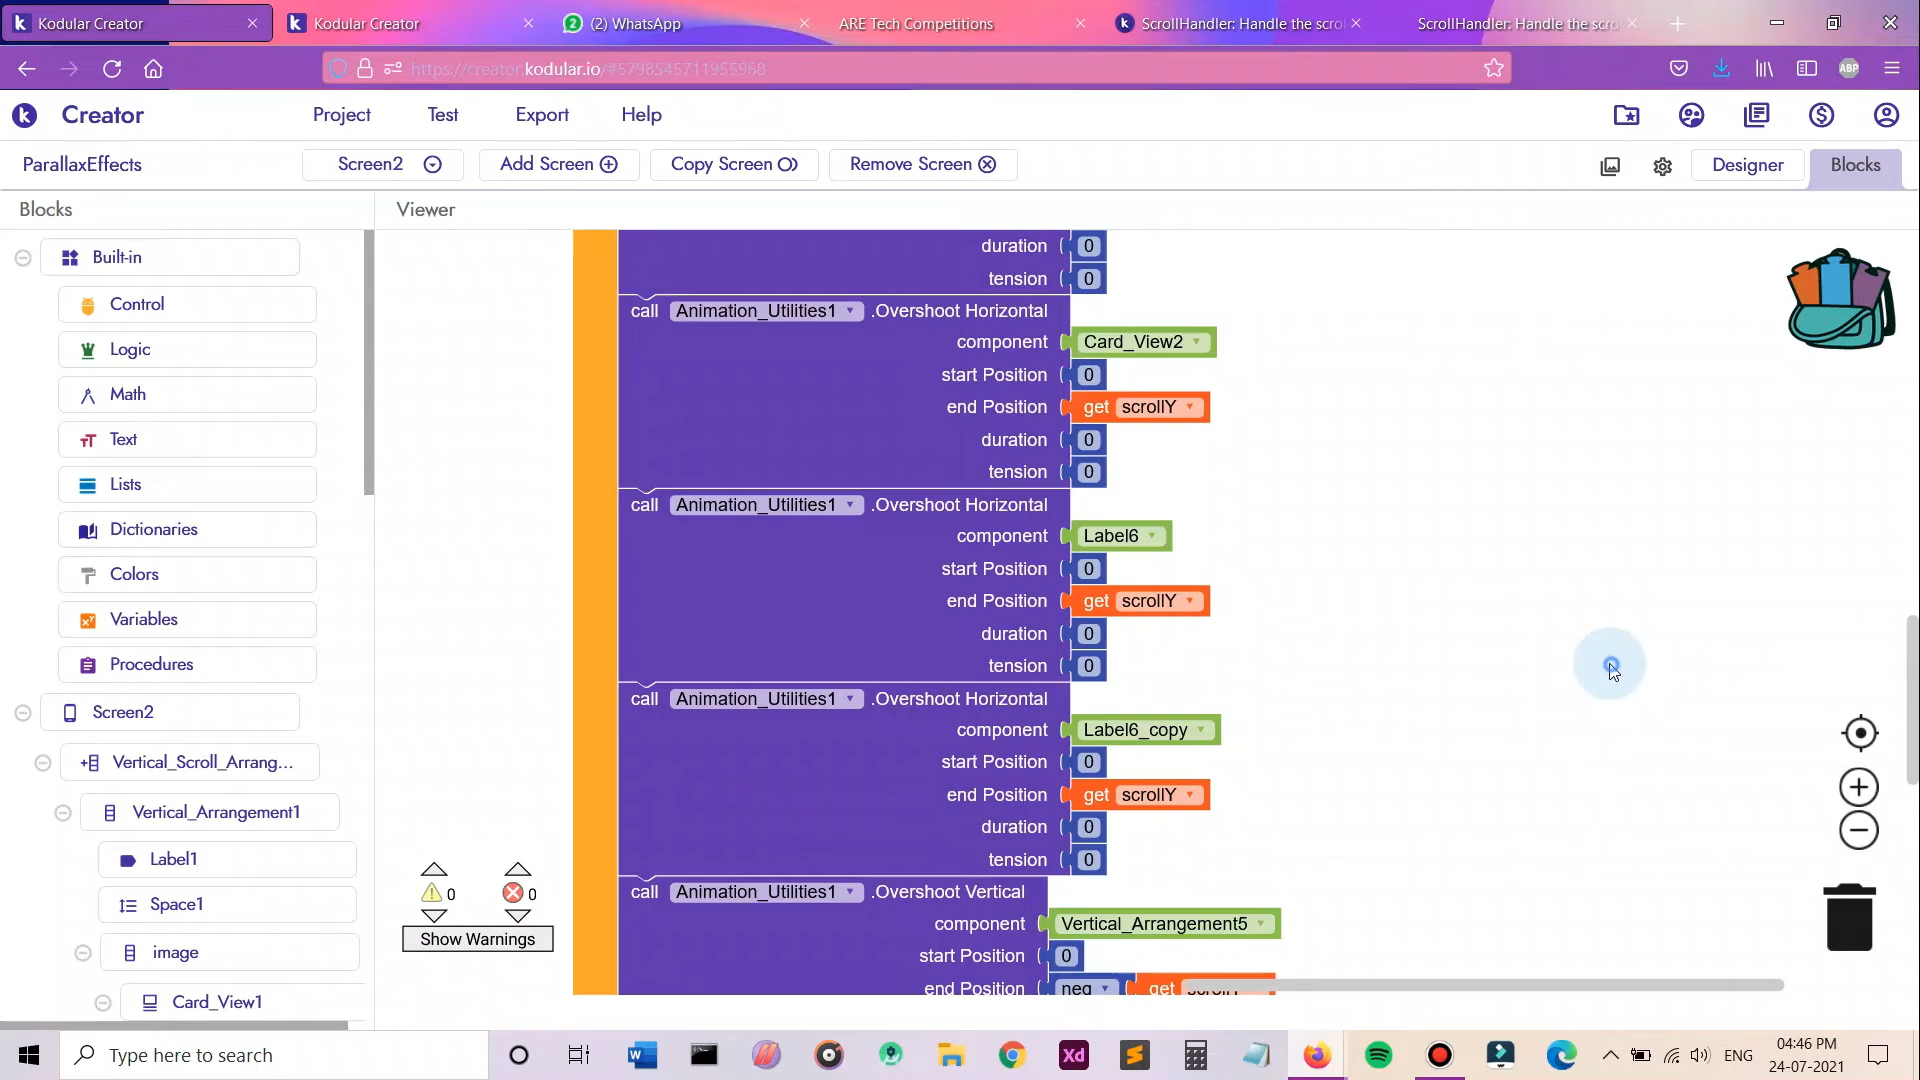 Kodular Creator
Kodular Creator
(2) WhatsApp
ARE Tech Competitions
ScrollHandler: Handle the scro
ScrollHandler: Handle the scro
https://creator.kodular.io/#5798545711955968
ABP
Creator
Project
Test
Export
Help
ParallaxEffects
Screen2
Add Screen
Copy Screen
Remove Screen
Designer
Blocks
Blocks
Viewer
Built-in
Control
Logic
Math
Text
Lists
Dictionaries
Colors
Variables
Procedures
Screen2
Vertical_Scroll_Arrang...
Vertical_Arrangement1
Label1
Space1
image
Card_View1
duration 0
tension 0
call Animation_Utilities1 .Overshoot Horizontal
component Card_View2
start Position 0
end Position get scrollY
duration 0
tension 0
call Animation_Utilities1 .Overshoot Horizontal
component Label6
start Position 0
end Position get scrollY
duration 0
tension 0
call Animation_Utilities1 .Overshoot Horizontal
component Label6_copy
start Position 0
end Position get scrollY
duration 0
tension 0
call Animation_Utilities1 .Overshoot Vertical
component Vertical_Arrangement5
start Position 0
end Position neg get scrollY
0
0
Show Warnings
Type here to search
Xd
ENG
04:46 PM
24-07-2021